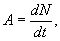 A = dN/dt,